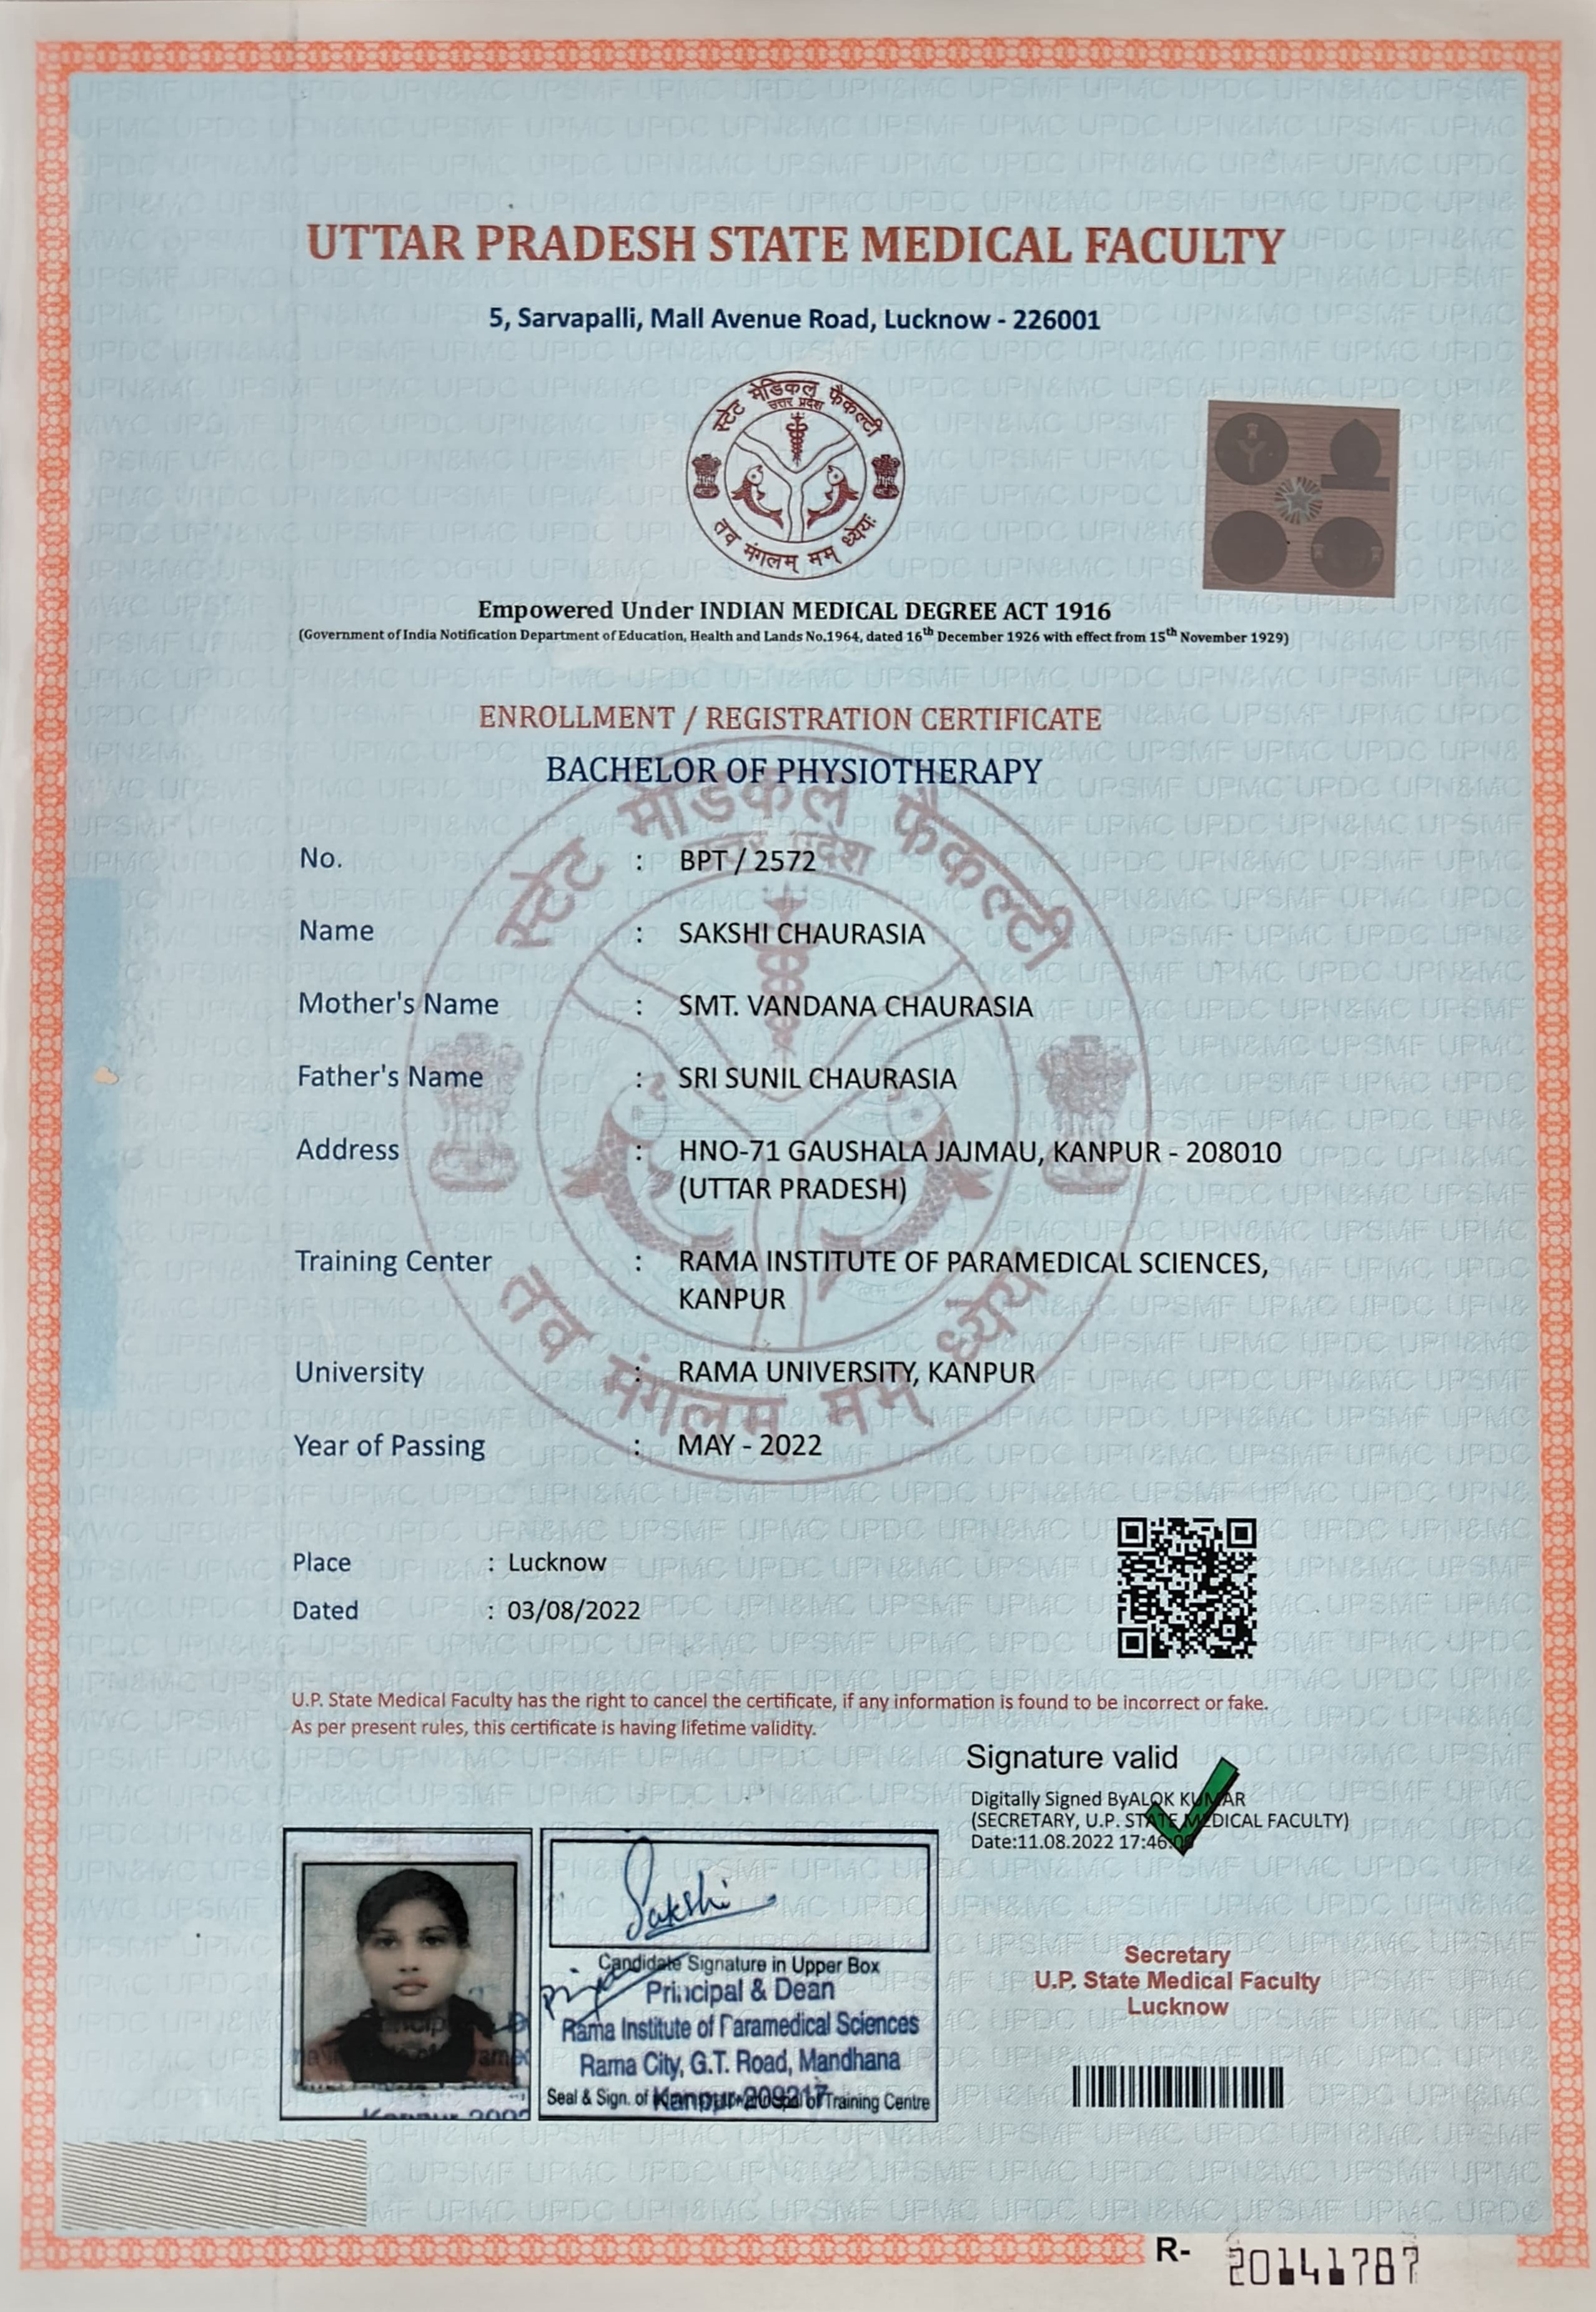 UTTAR PRADESH STATE MEDICAL FACULTY
5, Sarvapalli, Mall Avenue Road, Lucknow - 226001
स्टेट मेडिकल फैकल्टी
उत्तर प्रदेश
तव मंगलम् मम ध्येयः
Empowered Under INDIAN MEDICAL DEGREE ACT 1916
(Government of India Notification Department of Education, Health and Lands No.1964, dated 16th December 1926 with effect from 15th November 1929)
ENROLLMENT / REGISTRATION CERTIFICATE
BACHELOR OF PHYSIOTHERAPY
No. : BPT / 2572
Name : SAKSHI CHAURASIA
Mother's Name : SMT. VANDANA CHAURASIA
Father's Name : SRI SUNIL CHAURASIA
Address : HNO-71 GAUSHALA JAJMAU, KANPUR - 208010
(UTTAR PRADESH)
Training Center : RAMA INSTITUTE OF PARAMEDICAL SCIENCES,
KANPUR
University : RAMA UNIVERSITY, KANPUR
Year of Passing : MAY - 2022
Place : Lucknow
Dated : 03/08/2022
U.P. State Medical Faculty has the right to cancel the certificate, if any information is found to be incorrect or fake.
As per present rules, this certificate is having lifetime validity.
Signature valid
Digitally Signed ByALOK KUMAR
(SECRETARY, U.P. STATE MEDICAL FACULTY)
Date:11.08.2022 17:46:
Sakshi
Candidate Signature in Upper Box
Principal & Dean
Rama Institute of Paramedical Sciences
Rama City, G.T. Road, Mandhana
Kanpur-209217
Seal & Sign. of Principal of Training Centre
Secretary
U.P. State Medical Faculty
Lucknow
R- 20141787